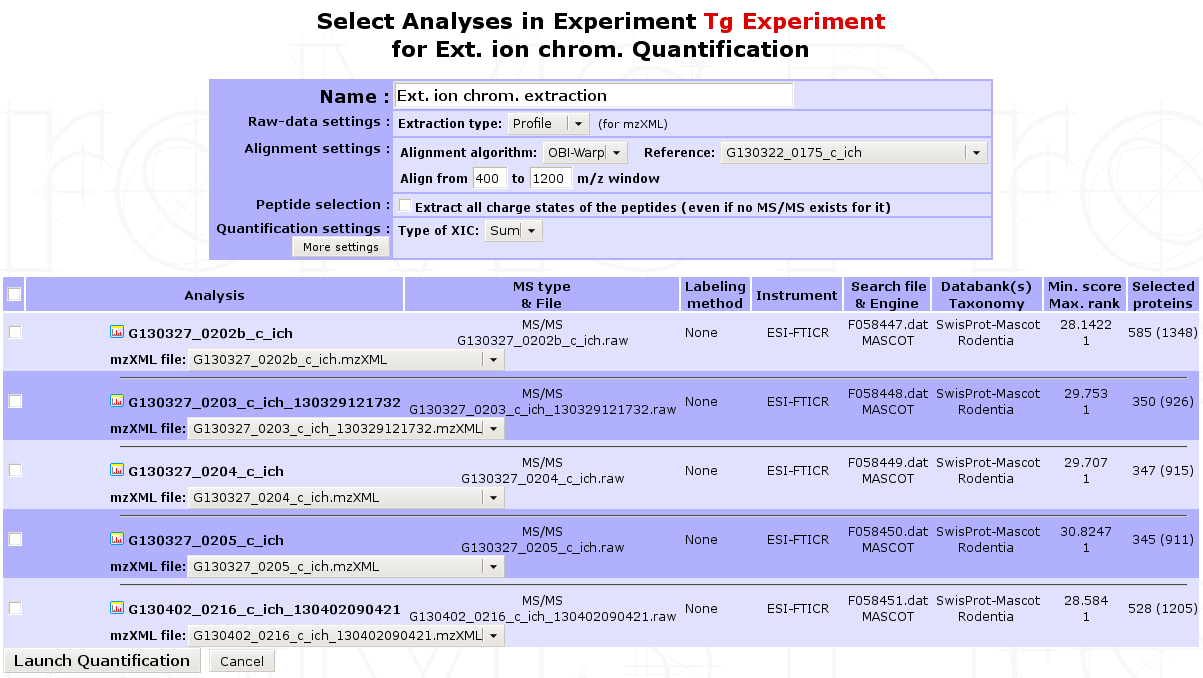 Select Analyses in Experiment Tg Experiment
for Ext. ion chrom. Quantification
Name : Ext. ion chrom. extraction
Raw-data settings : Extraction type: Profile (for mzXML)
Alignment settings : Alignment algorithm: OBI-Warp Reference: G130322_0175_c_ich
Align from 400 to 1200 m/z window
Peptide selection : Extract all charge states of the peptides (even if no MS/MS exists for it)
Quantification settings : Type of XIC: Sum
More settings
Analysis MS type & File Labeling method Instrument Search file & Engine Databank(s) Taxonomy Min. score Max. rank Selected proteins
G130327_0202b_c_ich MS/MS G130327_0202b_c_ich.raw None ESI-FTICR F058447.dat MASCOT SwisProt-Mascot Rodentia 28.1422 1 585 (1348)
mzXML file: G130327_0202b_c_ich.mzXML
G130327_0203_c_ich_130329121732 MS/MS G130327_0203_c_ich_130329121732.raw None ESI-FTICR F058448.dat MASCOT SwisProt-Mascot Rodentia 29.753 1 350 (926)
mzXML file: G130327_0203_c_ich_130329121732.mzXML
G130327_0204_c_ich MS/MS G130327_0204_c_ich.raw None ESI-FTICR F058449.dat MASCOT SwisProt-Mascot Rodentia 29.707 1 347 (915)
mzXML file: G130327_0204_c_ich.mzXML
G130327_0205_c_ich MS/MS G130327_0205_c_ich.raw None ESI-FTICR F058450.dat MASCOT SwisProt-Mascot Rodentia 30.8247 1 345 (911)
mzXML file: G130327_0205_c_ich.mzXML
G130402_0216_c_ich_130402090421 MS/MS G130402_0216_c_ich_130402090421.raw None ESI-FTICR F058451.dat MASCOT SwisProt-Mascot Rodentia 28.584 1 528 (1205)
mzXML file: G130402_0216_c_ich_130402090421.mzXML
Launch Quantification Cancel